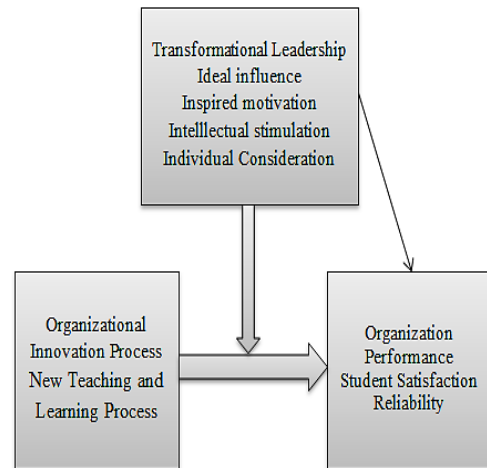 Transformational Leadership
Ideal influence
Inspired motivation
Intelllectual stimulation
Individual Consideration
Organizational
Innovation Process
New Teaching and
Learning Process
Organization
Performance
Student Satisfaction
Reliability